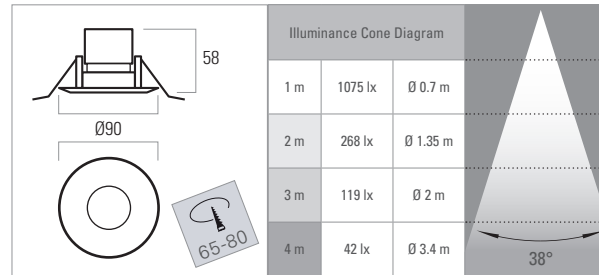 58
Ø90
65-80
Illuminance Cone Diagram
1 m 1075 lx Ø 0.7 m
2 m 268 lx Ø 1.35 m
3 m 119 lx Ø 2 m
4 m 42 lx Ø 3.4 m
38°